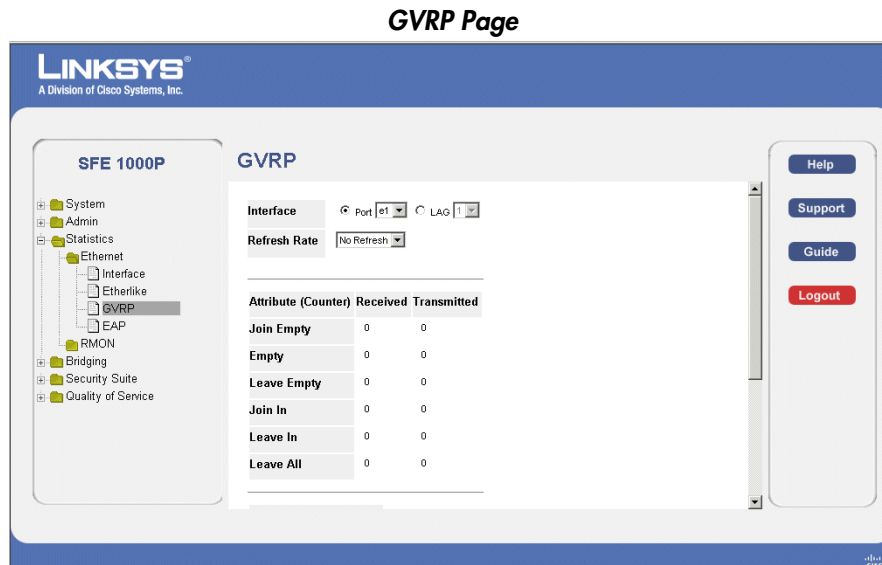 GVRP Page
LINKSYS®
A Division of Cisco Systems, Inc.
SFE 1000P
System
Admin
Statistics
Ethernet
Interface
Etherlike
GVRP
EAP
RMON
Bridging
Security Suite
Quality of Service
GVRP
Interface Port e1 LAG 1
Refresh Rate No Refresh
Attribute (Counter) Received Transmitted
Join Empty 0 0
Empty 0 0
Leave Empty 0 0
Join In 0 0
Leave In 0 0
Leave All 0 0
Help
Support
Guide
Logout